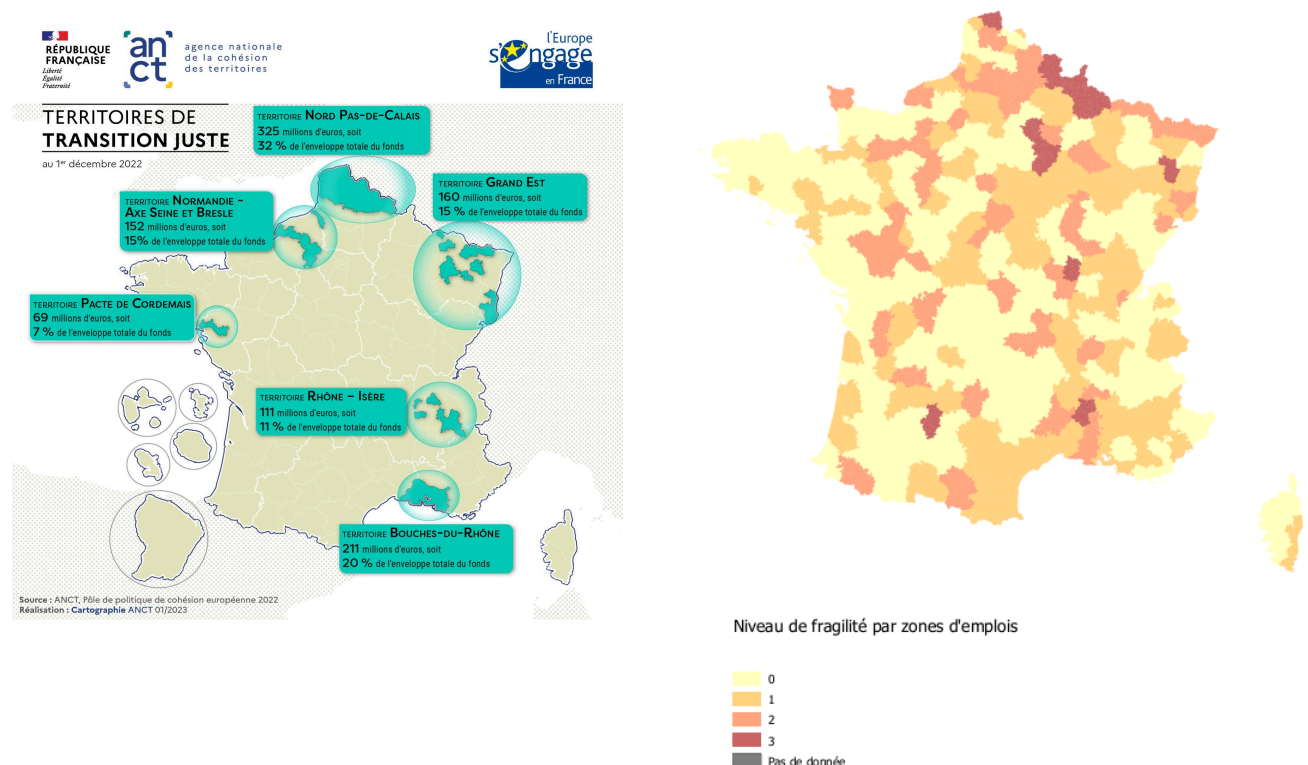 RÉPUBLIQUE
FRANÇAISE
Liberté
Égalité
Fraternité
an
ct
agence nationale
de la cohésion
des territoires
l'Europe
s'engage
en France
TERRITOIRES DE
TRANSITION JUSTE
au 1er décembre 2022
TERRITOIRE NORD PAS-DE-CALAIS
325 millions d'euros, soit
32 % de l'enveloppe totale du fonds
TERRITOIRE GRAND EST
160 millions d'euros, soit
15 % de l'enveloppe totale du fonds
TERRITOIRE NORMANDIE -
AXE SEINE ET BRESLE
152 millions d'euros, soit
15% de l'enveloppe totale du fonds
TERRITOIRE PACTE DE CORDEMAIS
69 millions d'euros, soit
7 % de l'enveloppe totale du fonds
TERRITOIRE RHÔNE – ISÈRE
111 millions d'euros, soit
11 % de l'enveloppe totale du fonds
TERRITOIRE BOUCHES-DU-RHÔNE
211 millions d'euros, soit
20 % de l'enveloppe totale du fonds
Source : ANCT, Pôle de politique de cohésion européenne 2022
Réalisation : Cartographie ANCT 01/2023
Niveau de fragilité par zones d'emplois
0
1
2
3
Pas de donnée